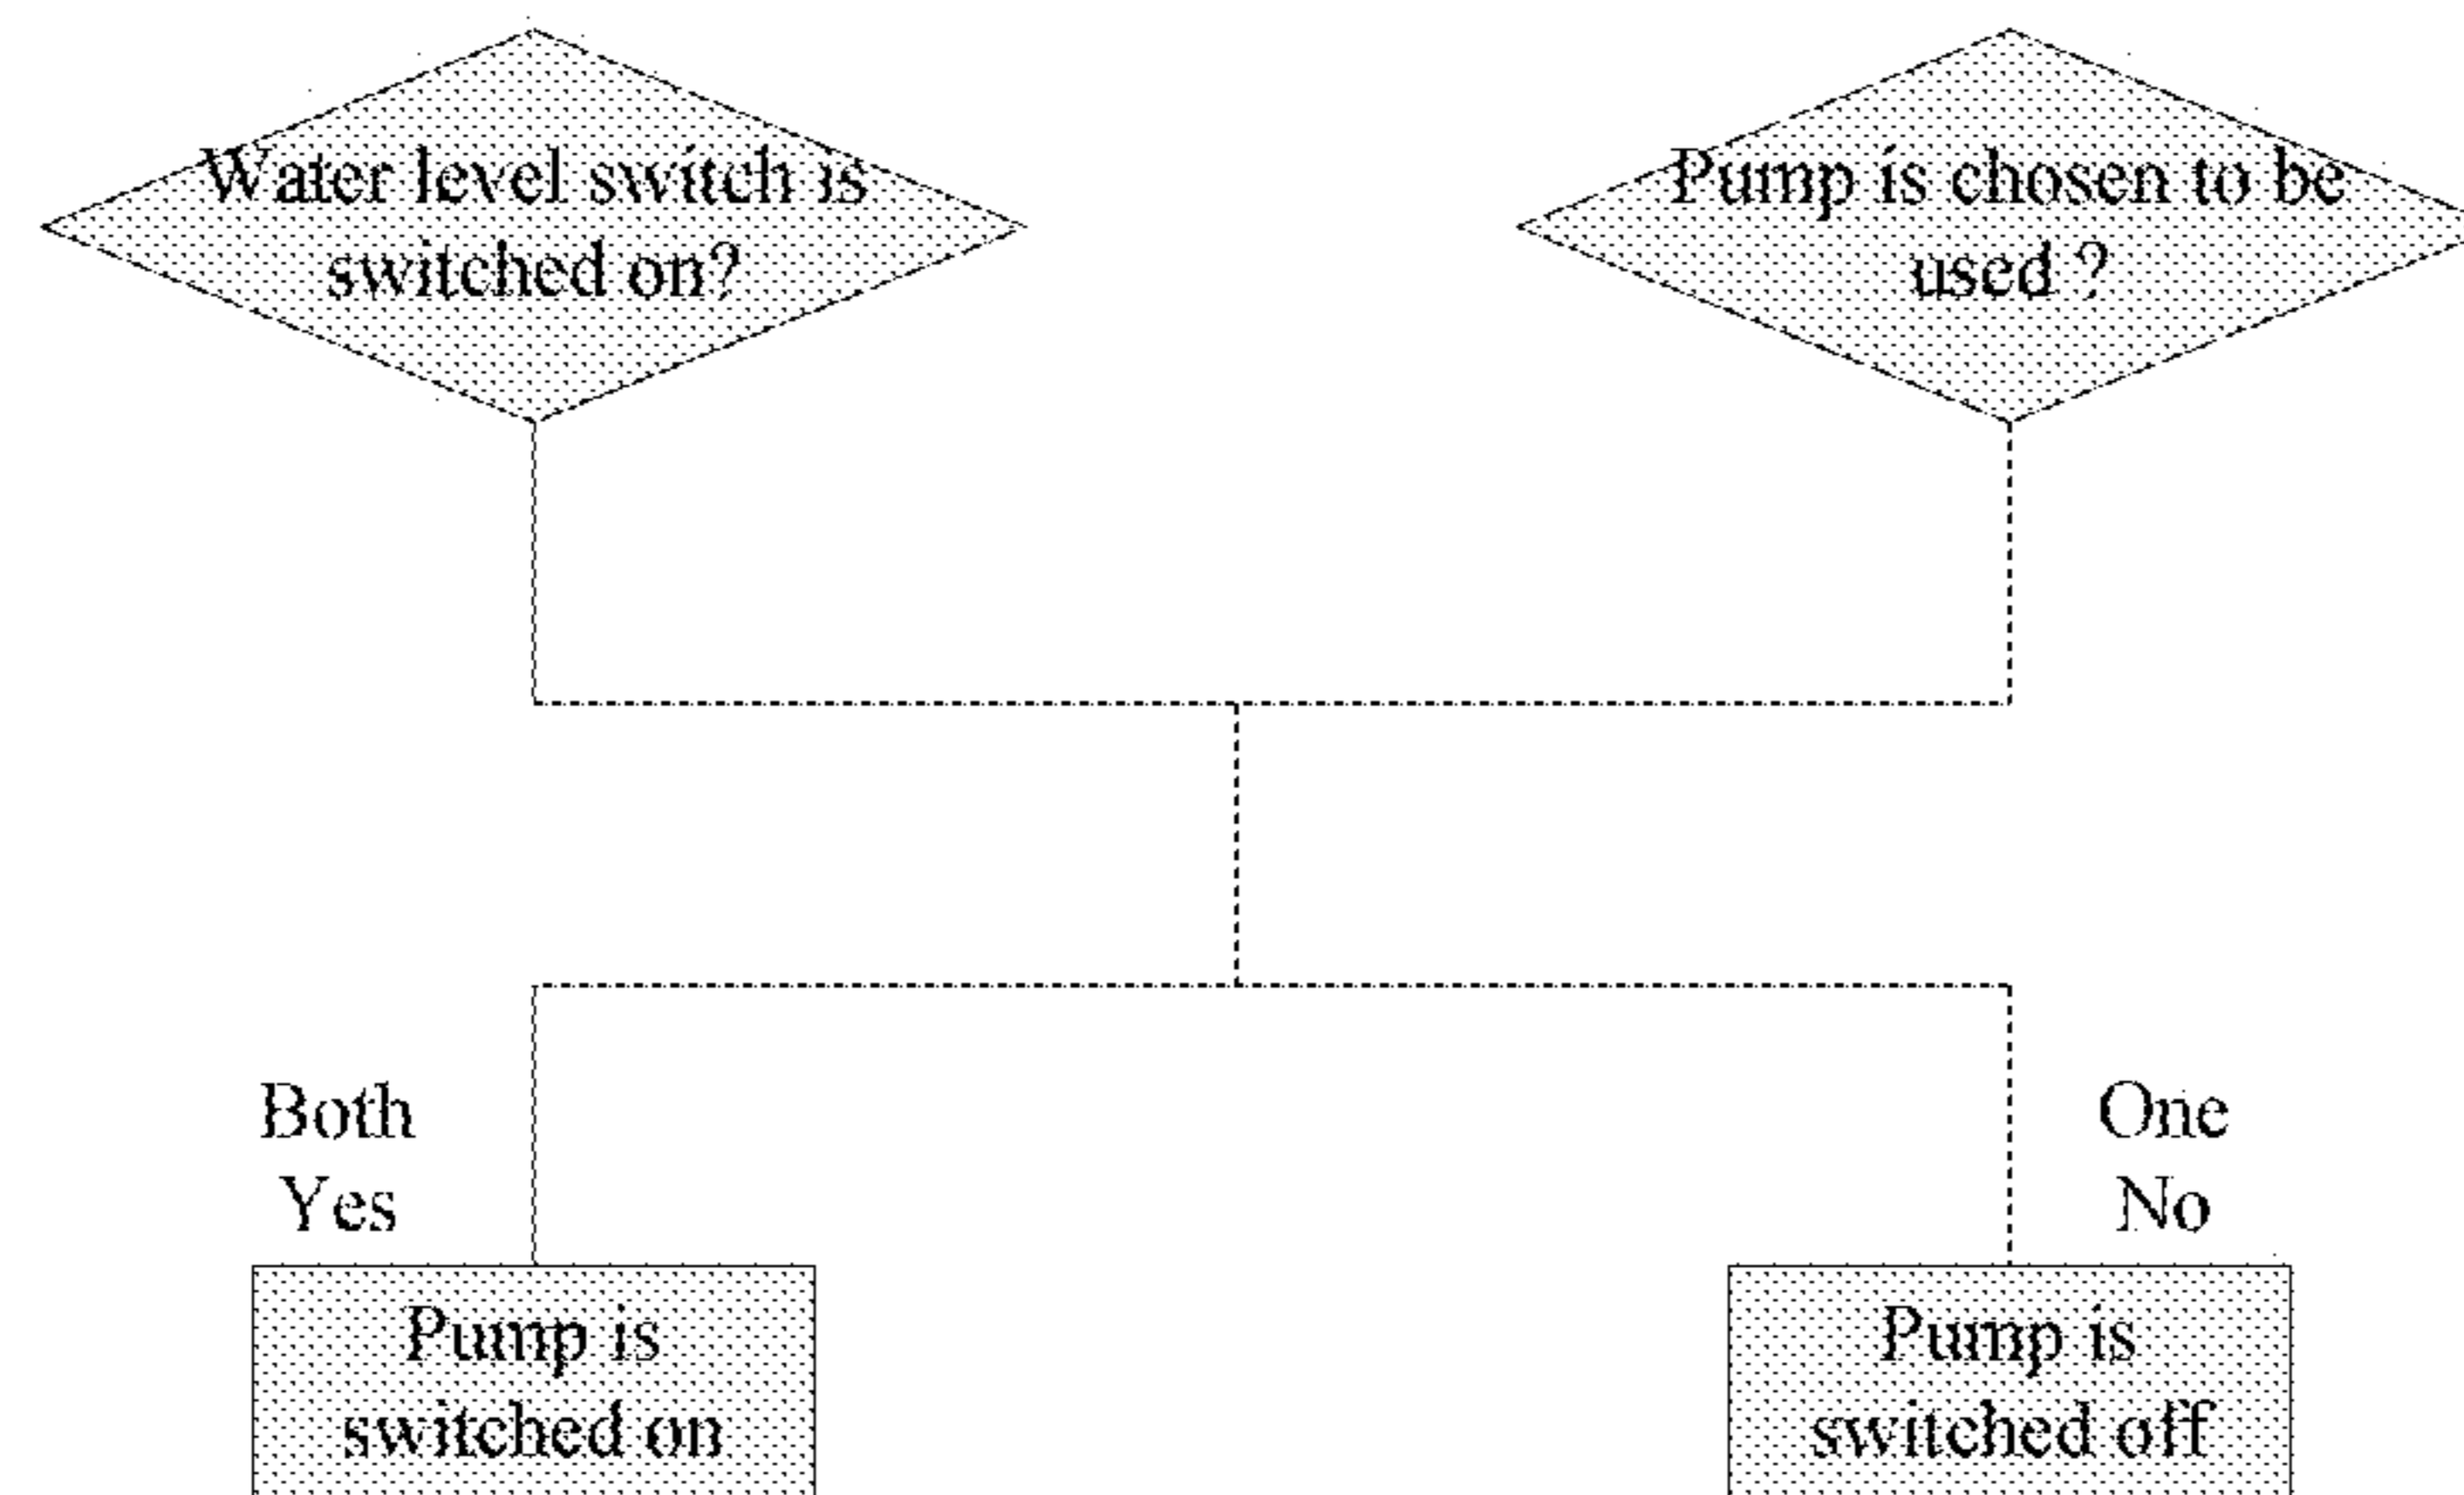 Water level switch is
switched on?
Pump is chosen to be
used ?
Both
Yes
One
No
Pump is
switched on
Pump is
switched off